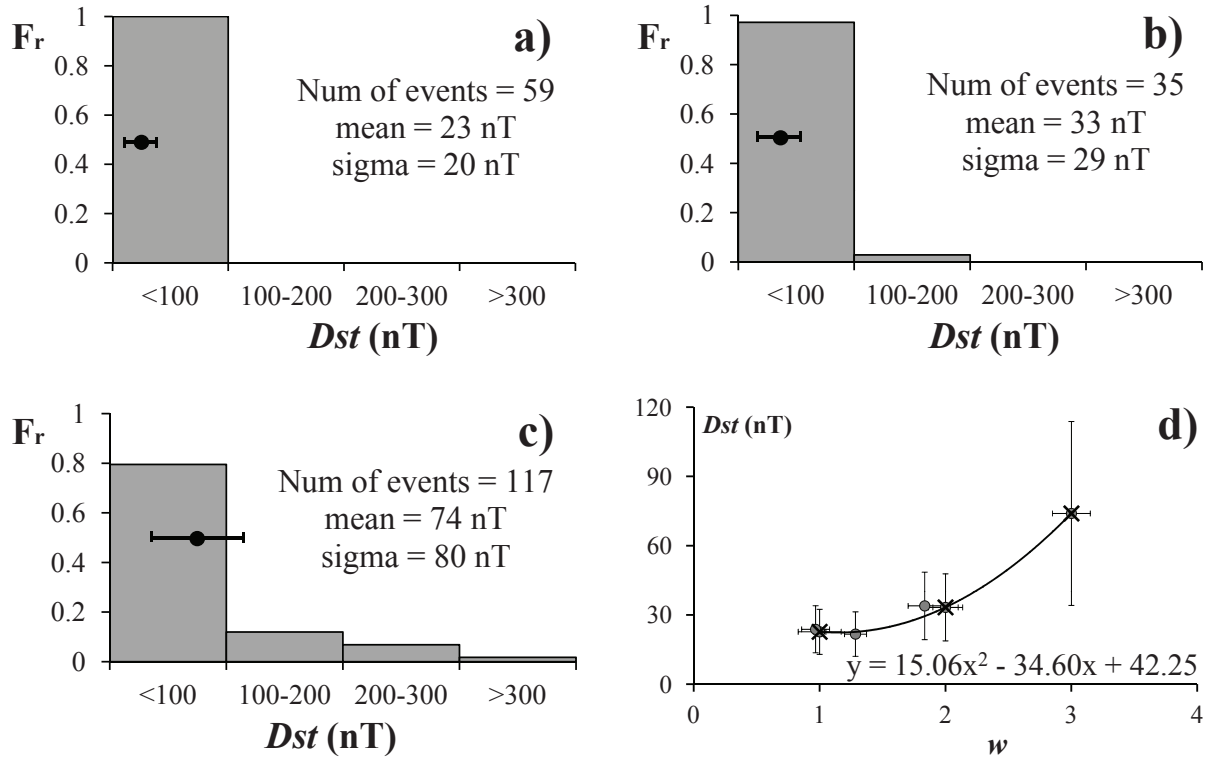 a)
Fr
1
0.8
0.6
0.4
0.2
0
Num of events = 59
mean = 23 nT
sigma = 20 nT
<100 100-200 200-300 >300
Dst (nT)
b)
Fr
1
0.8
0.6
0.4
0.2
0
Num of events = 35
mean = 33 nT
sigma = 29 nT
<100 100-200 200-300 >300
Dst (nT)
c)
Fr
1
0.8
0.6
0.4
0.2
0
Num of events = 117
mean = 74 nT
sigma = 80 nT
<100 100-200 200-300 >300
Dst (nT)
d)
Dst (nT)
120
90
60
30
0
y = 15.06x² - 34.60x + 42.25
0 1 2 3 4
w